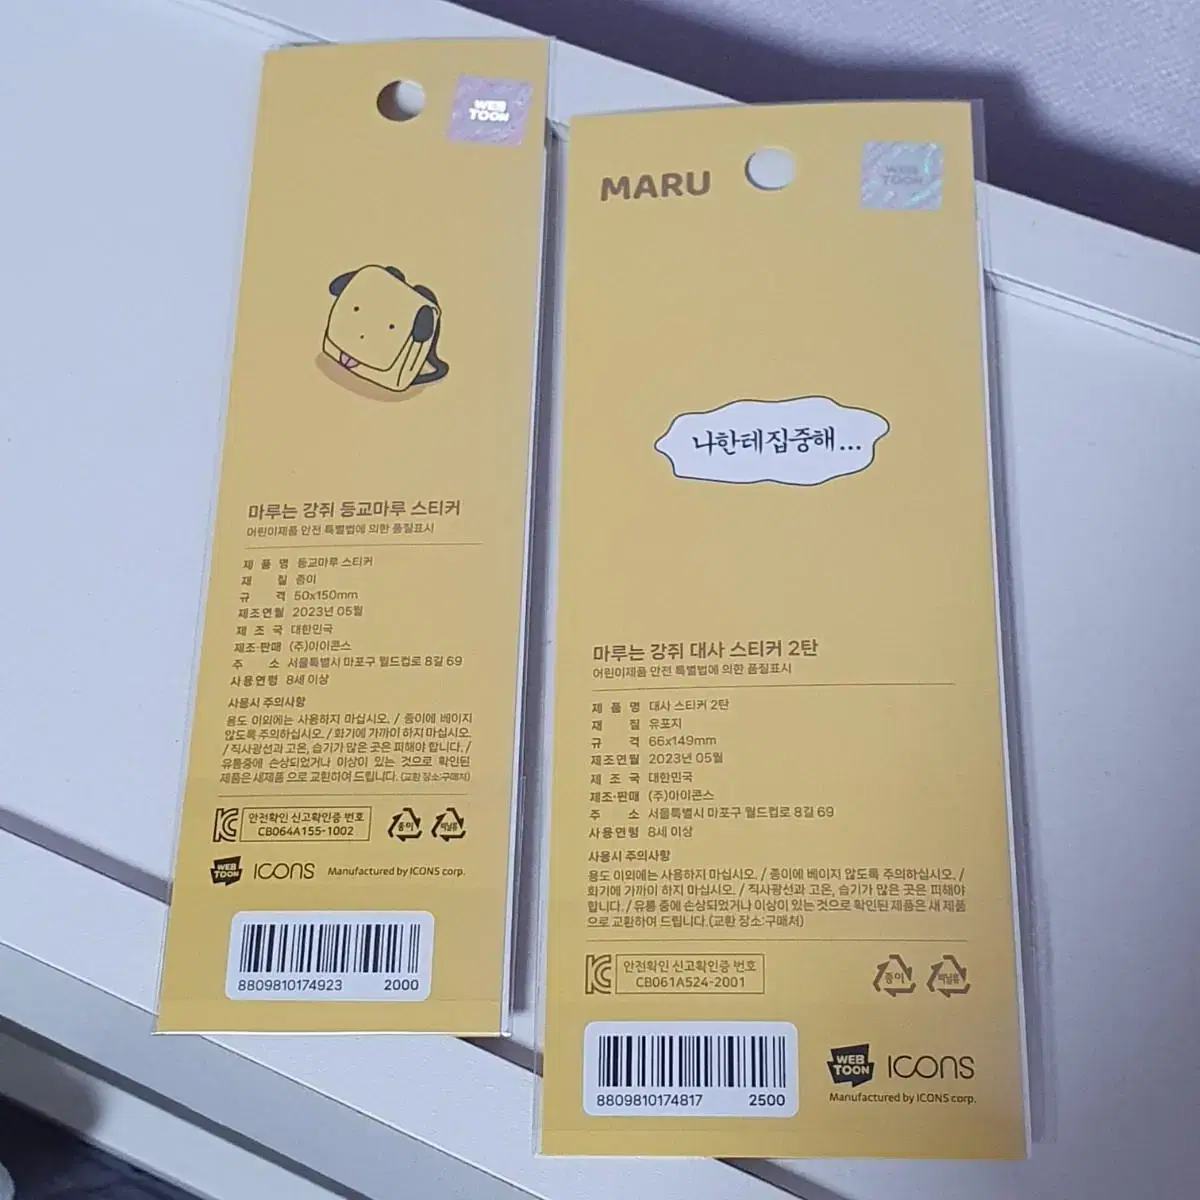 WEB
TOON
마루는 강쥐 등교마루 스티커
어린이제품 안전 특별법에 의한 품질표시
제 품 명 등교마루 스티커
재 질 종이
규 격 50x150mm
제조연월 2023년 05월
제 조 국 대한민국
제조·판매 (주)아이콘스
주 소 서울특별시 마포구 월드컵로 8길 69
사용연령 8세 이상
사용시 주의사항
용도 이외에는 사용하지 마십시오. / 종이에 베이지
않도록 주의하십시오. / 화기에 가까이 하지 마십시오.
/ 직사광선과 고온, 습기가 많은 곳은 피해야 합니다. /
유통중에 손상되었거나 이상이 있는 것으로 확인된
제품은 새제품 으로 교환하여 드립니다. (교환 장소:구매처)
안전확인 신고확인증 번호
CB064A155-1002
종이
비닐류
WEB
TOON
ICONS
Manufactured by ICONS corp.
8809810174923 2000
MARU
WEB
TOON
나한테 집중해...
마루는 강쥐 대사 스티커 2탄
어린이제품 안전 특별법에 의한 품질표시
제 품 명 대사 스티커 2탄
재 질 유포지
규 격 66x149mm
제조연월 2023년 05월
제 조 국 대한민국
제조·판매 (주)아이콘스
주 소 서울특별시 마포구 월드컵로 8길 69
사용연령 8세 이상
사용시 주의사항
용도 이외에는 사용하지 마십시오. / 종이에 베이지 않도록 주의하십시오. /
화기에 가까이 하지 마십시오. / 직사광선과 고온, 습기가 많은 곳은 피해야
합니다. / 유통 중에 손상되었거나 이상이 있는 것으로 확인된 제품은 새 제품
으로 교환하여 드립니다.(교환 장소:구매처)
안전확인 신고확인증 번호
CB061A524-2001
종이
비닐류
WEB
TOON
ICONS
Manufactured by ICONS corp.
8809810174817 2500